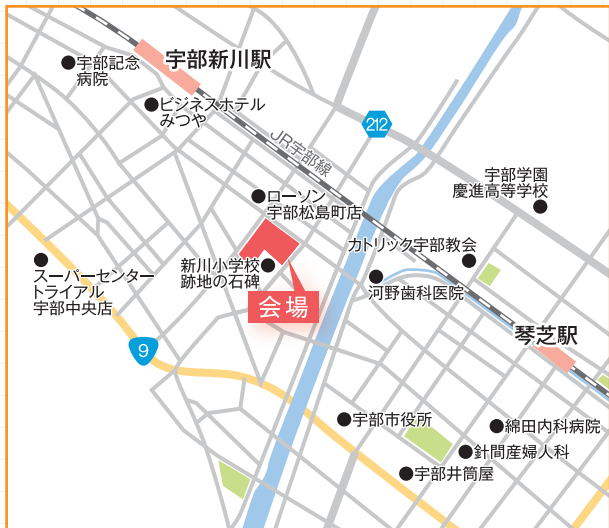 宇部新川駅
宇部記念
病院
ビジネスホテル
みつや
212
JR宇部線
宇部学園
慶進高等学校
ローソン
宇部松島町店
カトリック宇部教会
新川小学校
跡地の石碑
スーパーセンター
トライアル
宇部中央店
河野歯科医院
会場
琴芝駅
9
宇部市役所
綿田内科病院
針間産婦人科
宇部井筒屋